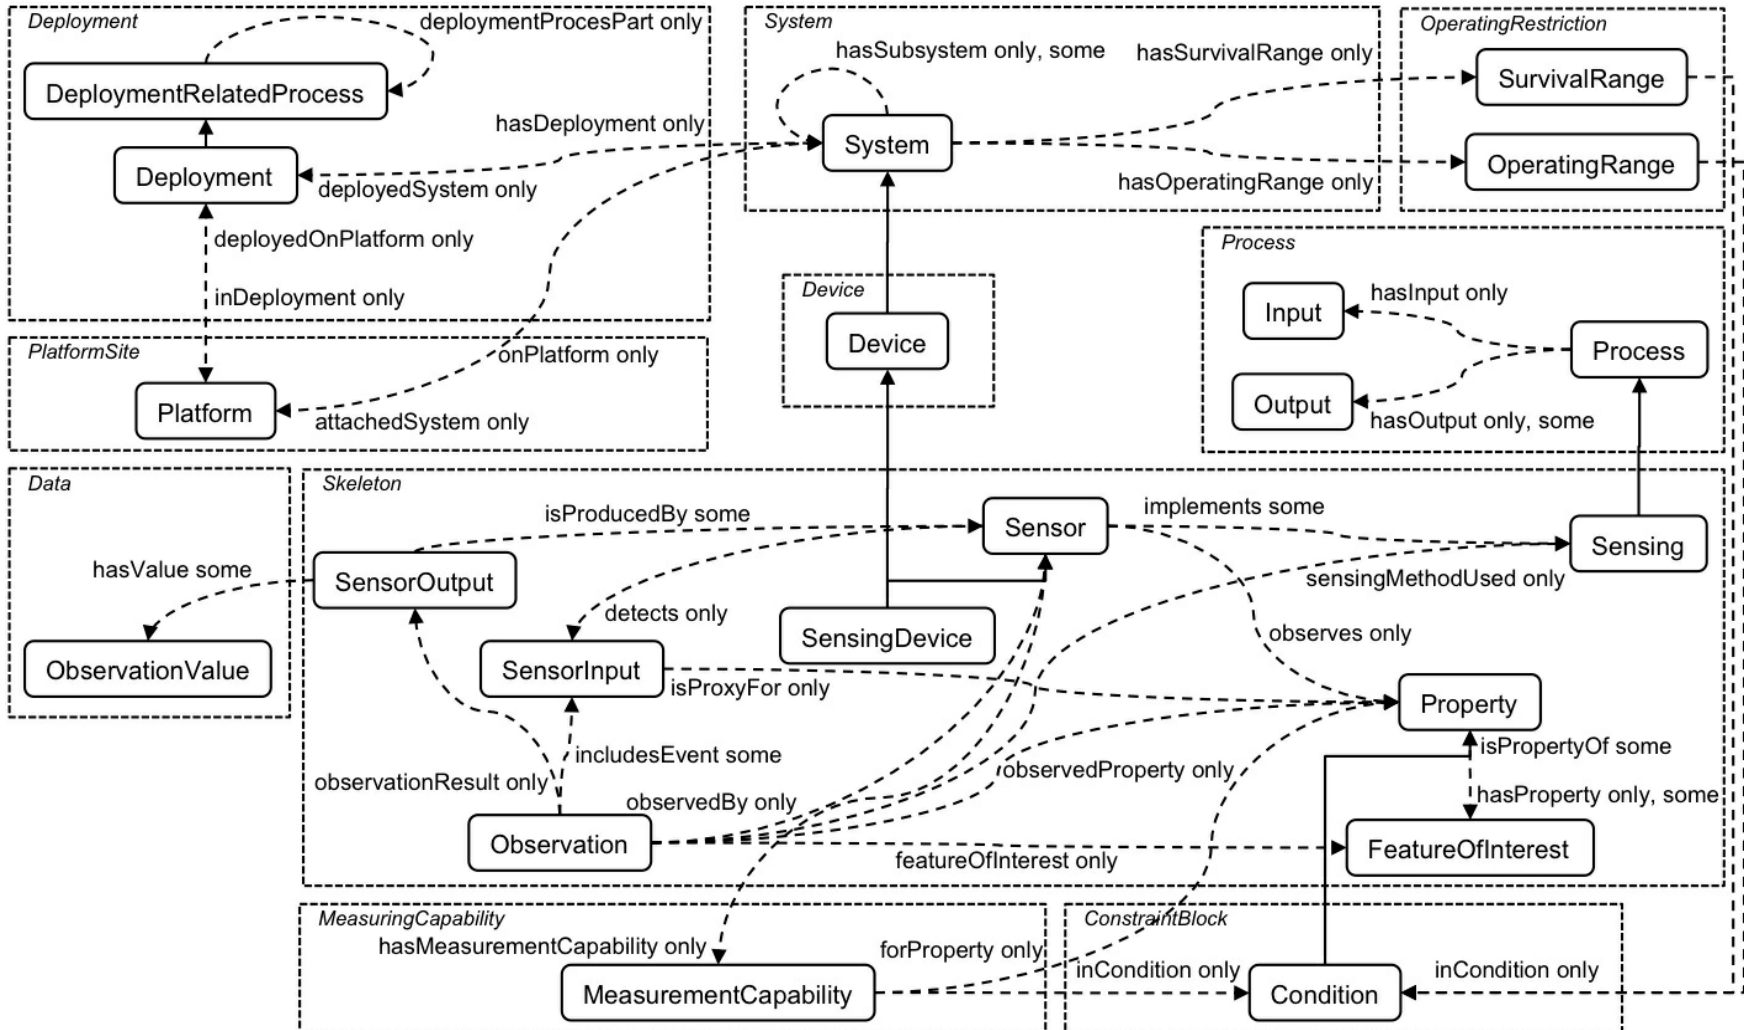 Deployment
deploymentProcesPart only
DeploymentRelatedProcess
Deployment
hasDeployment only
deployedSystem only
deployedOnPlatform only
inDeployment only
System
hasSubsystem only, some
hasSurvivalRange only
System
hasOperatingRange only
OperatingRestriction
SurvivalRange
OperatingRange
PlatformSite
onPlatform only
Platform
attachedSystem only
Device
Device
Process
hasInput only
Input
Process
Output
hasOutput only, some
Data
hasValue some
ObservationValue
Skeleton
isProducedBy some
Sensor
implements some
Sensing
SensorOutput
sensingMethodUsed only
detects only
SensingDevice
observes only
SensorInput
isProxyFor only
Property
isPropertyOf some
includesEvent some
observedProperty only
observationResult only
hasProperty only, some
observedBy only
Observation
featureOfInterest only
FeatureOfInterest
MeasuringCapability
hasMeasurementCapability only
forProperty only
MeasurementCapability
ConstraintBlock
inCondition only
Condition
inCondition only